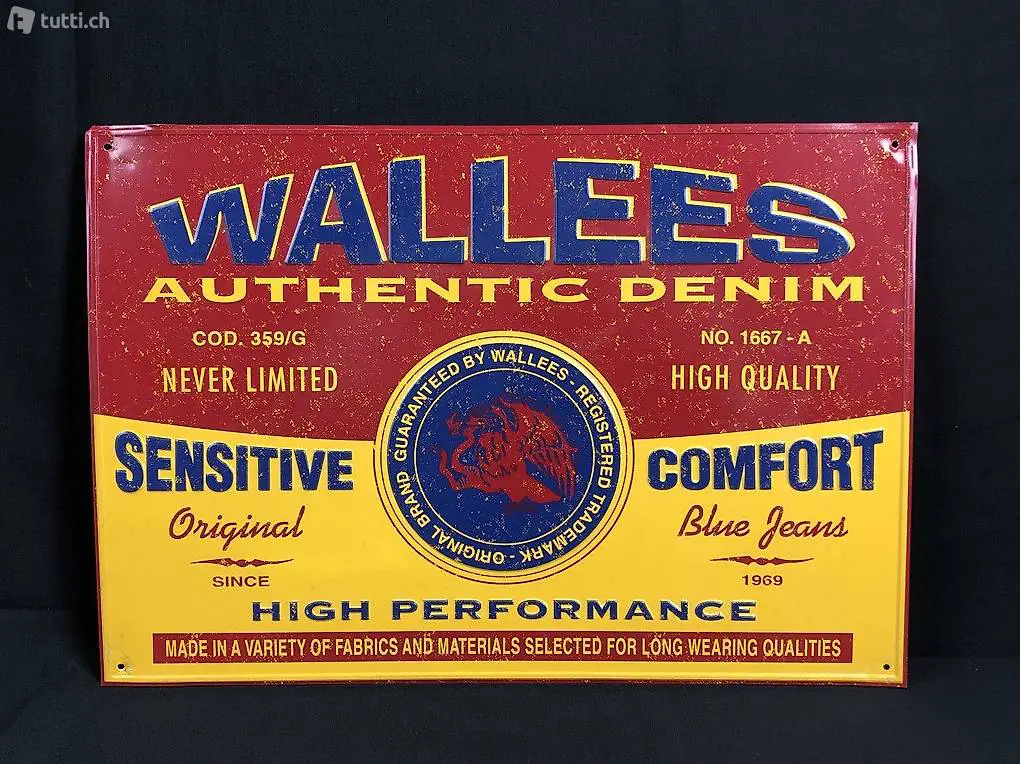 tutti.ch
WALLEES
AUTHENTIC DENIM
COD. 359/G
NO. 1667 - A
NEVER LIMITED
HIGH QUALITY
ORIGINAL BRAND GUARANTEED BY WALLEES - REGISTERED TRADEMARK -
SENSITIVE
COMFORT
Original
Blue Jeans
SINCE
1969
HIGH PERFORMANCE
MADE IN A VARIETY OF FABRICS AND MATERIALS SELECTED FOR LONG WEARING QUALITIES